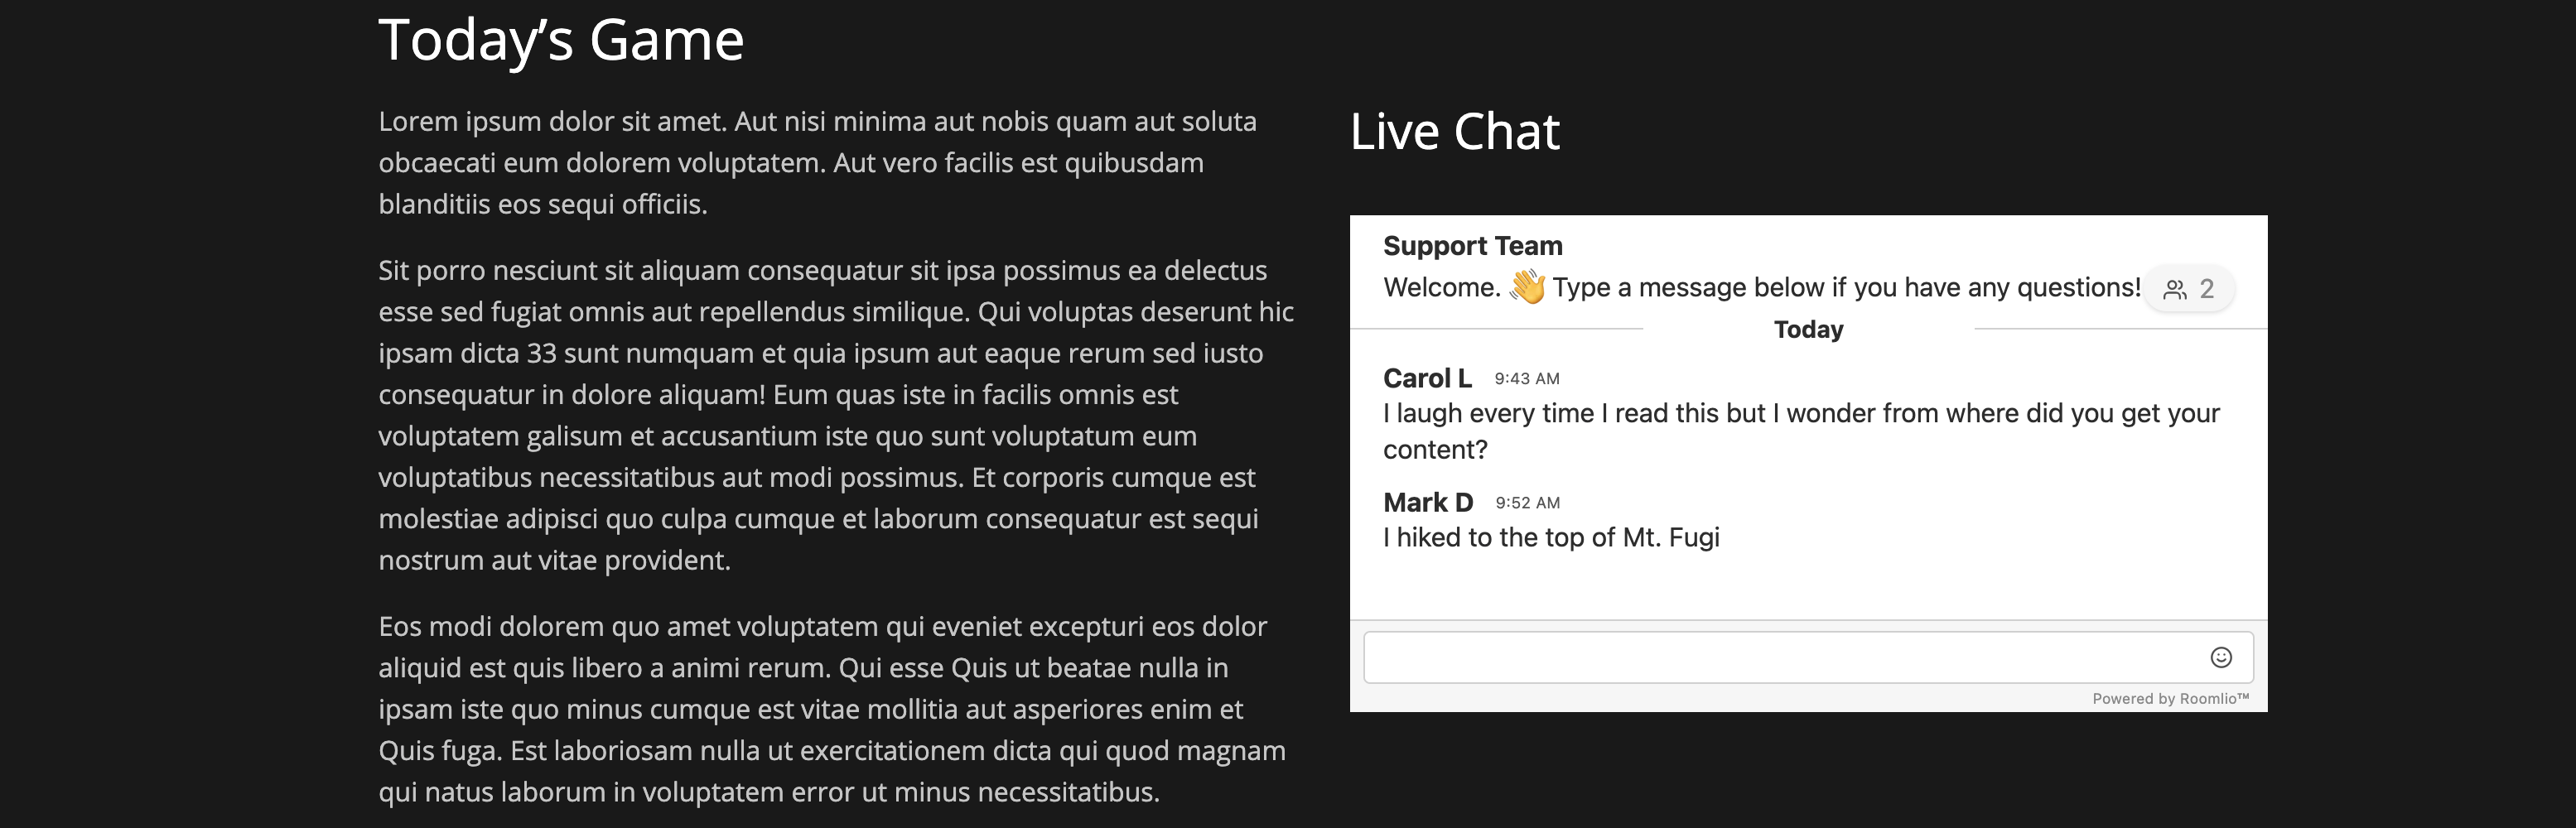 Today’s Game
Lorem ipsum dolor sit amet. Aut nisi minima aut nobis quam aut soluta
obcaecati eum dolorem voluptatem. Aut vero facilis est quibusdam
blanditiis eos sequi officiis.
Sit porro nesciunt sit aliquam consequatur sit ipsa possimus ea delectus
esse sed fugiat omnis aut repellendus similique. Qui voluptas deserunt hic
ipsam dicta 33 sunt numquam et quia ipsum aut eaque rerum sed iusto
consequatur in dolore aliquam! Eum quas iste in facilis omnis est
voluptatem galisum et accusantium iste quo sunt voluptatum eum
voluptatibus necessitatibus aut modi possimus. Et corporis cumque est
molestiae adipisci quo culpa cumque et laborum consequatur est sequi
nostrum aut vitae provident.
Eos modi dolorem quo amet voluptatem qui eveniet excepturi eos dolor
aliquid est quis libero a animi rerum. Qui esse Quis ut beatae nulla in
ipsam iste quo minus cumque est vitae mollitia aut asperiores enim et
Quis fuga. Est laboriosam nulla ut exercitationem dicta qui quod magnam
qui natus laborum in voluptatem error ut minus necessitatibus.
Live Chat
Support Team
Welcome. 👋 Type a message below if you have any questions!
2
Today
Carol L 9:43 AM
I laugh every time I read this but I wonder from where did you get your
content?
Mark D 9:52 AM
I hiked to the top of Mt. Fugi
Powered by Roomlio™